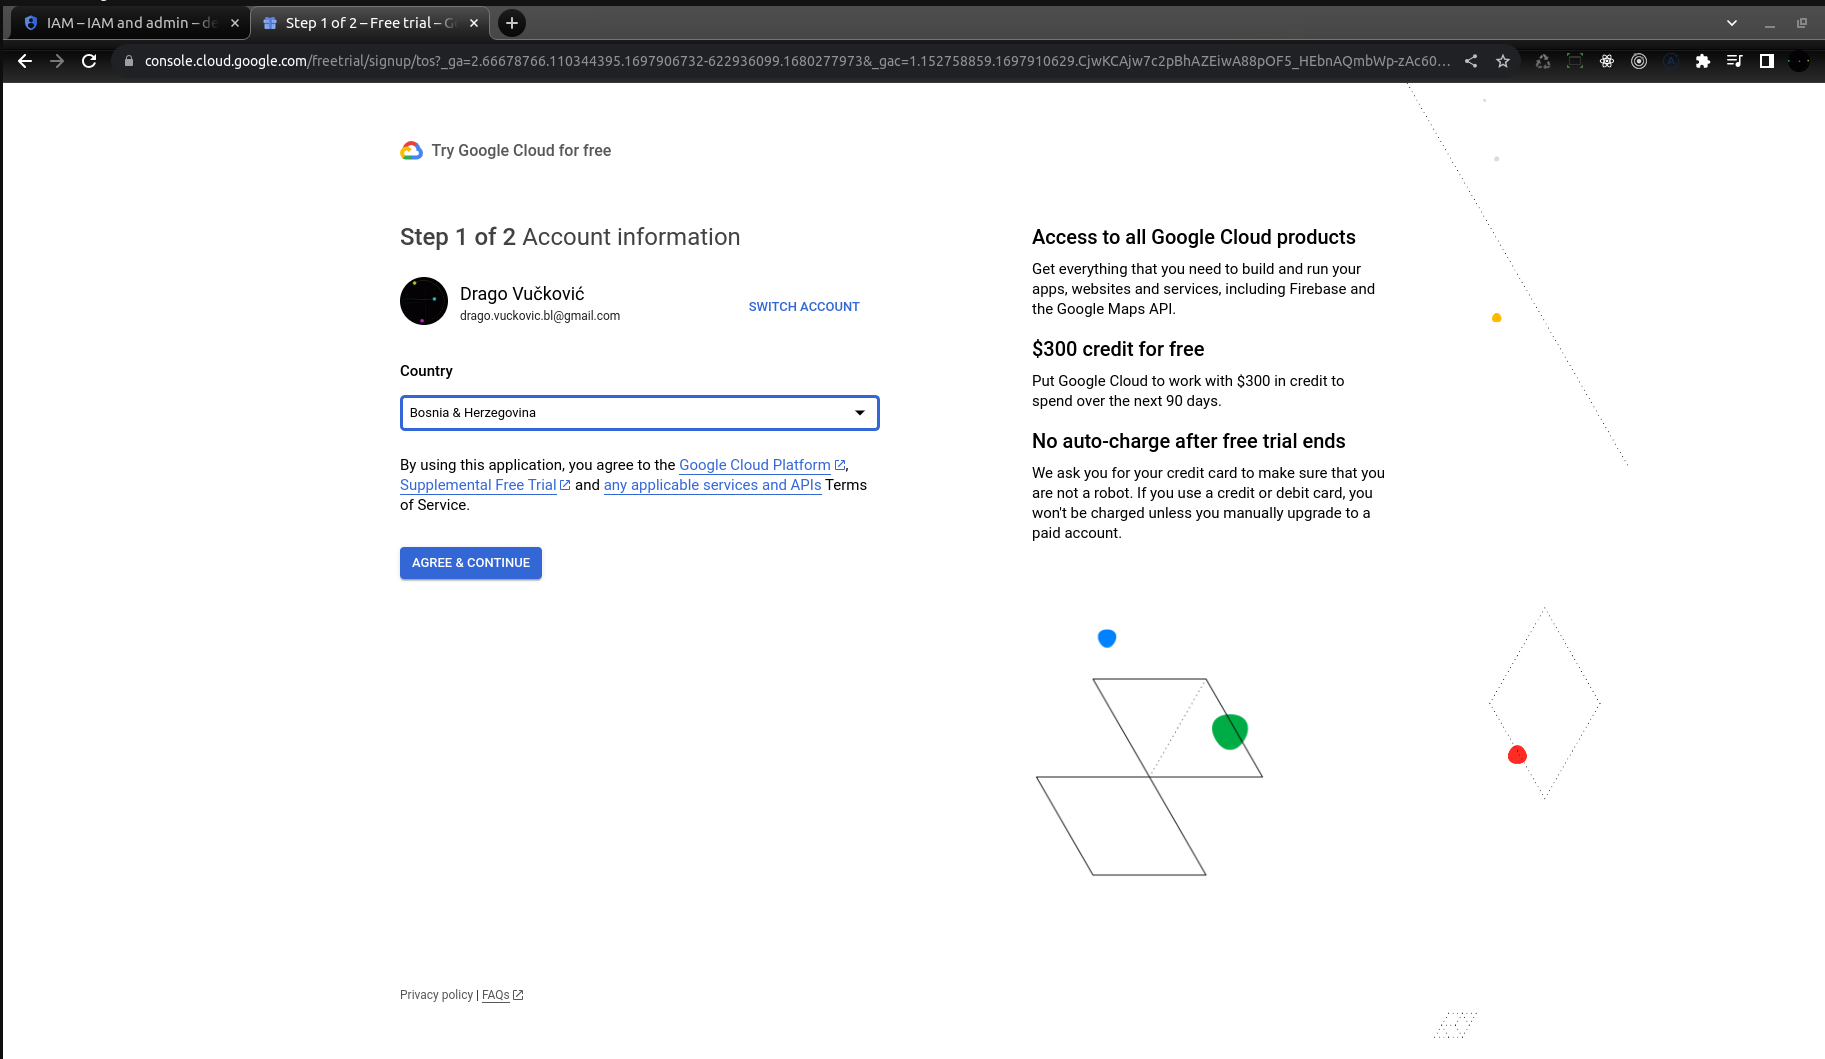 IAM – IAM and admin – de
Step 1 of 2 – Free trial – G
console.cloud.google.com/freetrial/signup/tos?_ga=2.66678766.110344395.1697906732-622936099.1680277973&_gac=1.152758859.1697910629.CjwKCAjw7c2pBhAZEiwA88pOF5_HEbnAQmbWp-zAc60...
Try Google Cloud for free
Step 1 of 2 Account information
Drago Vučković
drago.vuckovic.bl@gmail.com
SWITCH ACCOUNT
Country
Bosnia & Herzegovina
By using this application, you agree to the Google Cloud Platform,
Supplemental Free Trial and any applicable services and APIs Terms
of Service.
AGREE & CONTINUE
Access to all Google Cloud products
Get everything that you need to build and run your
apps, websites and services, including Firebase and
the Google Maps API.
$300 credit for free
Put Google Cloud to work with $300 in credit to
spend over the next 90 days.
No auto-charge after free trial ends
We ask you for your credit card to make sure that you
are not a robot. If you use a credit or debit card, you
won't be charged unless you manually upgrade to a
paid account.
Privacy policy | FAQs